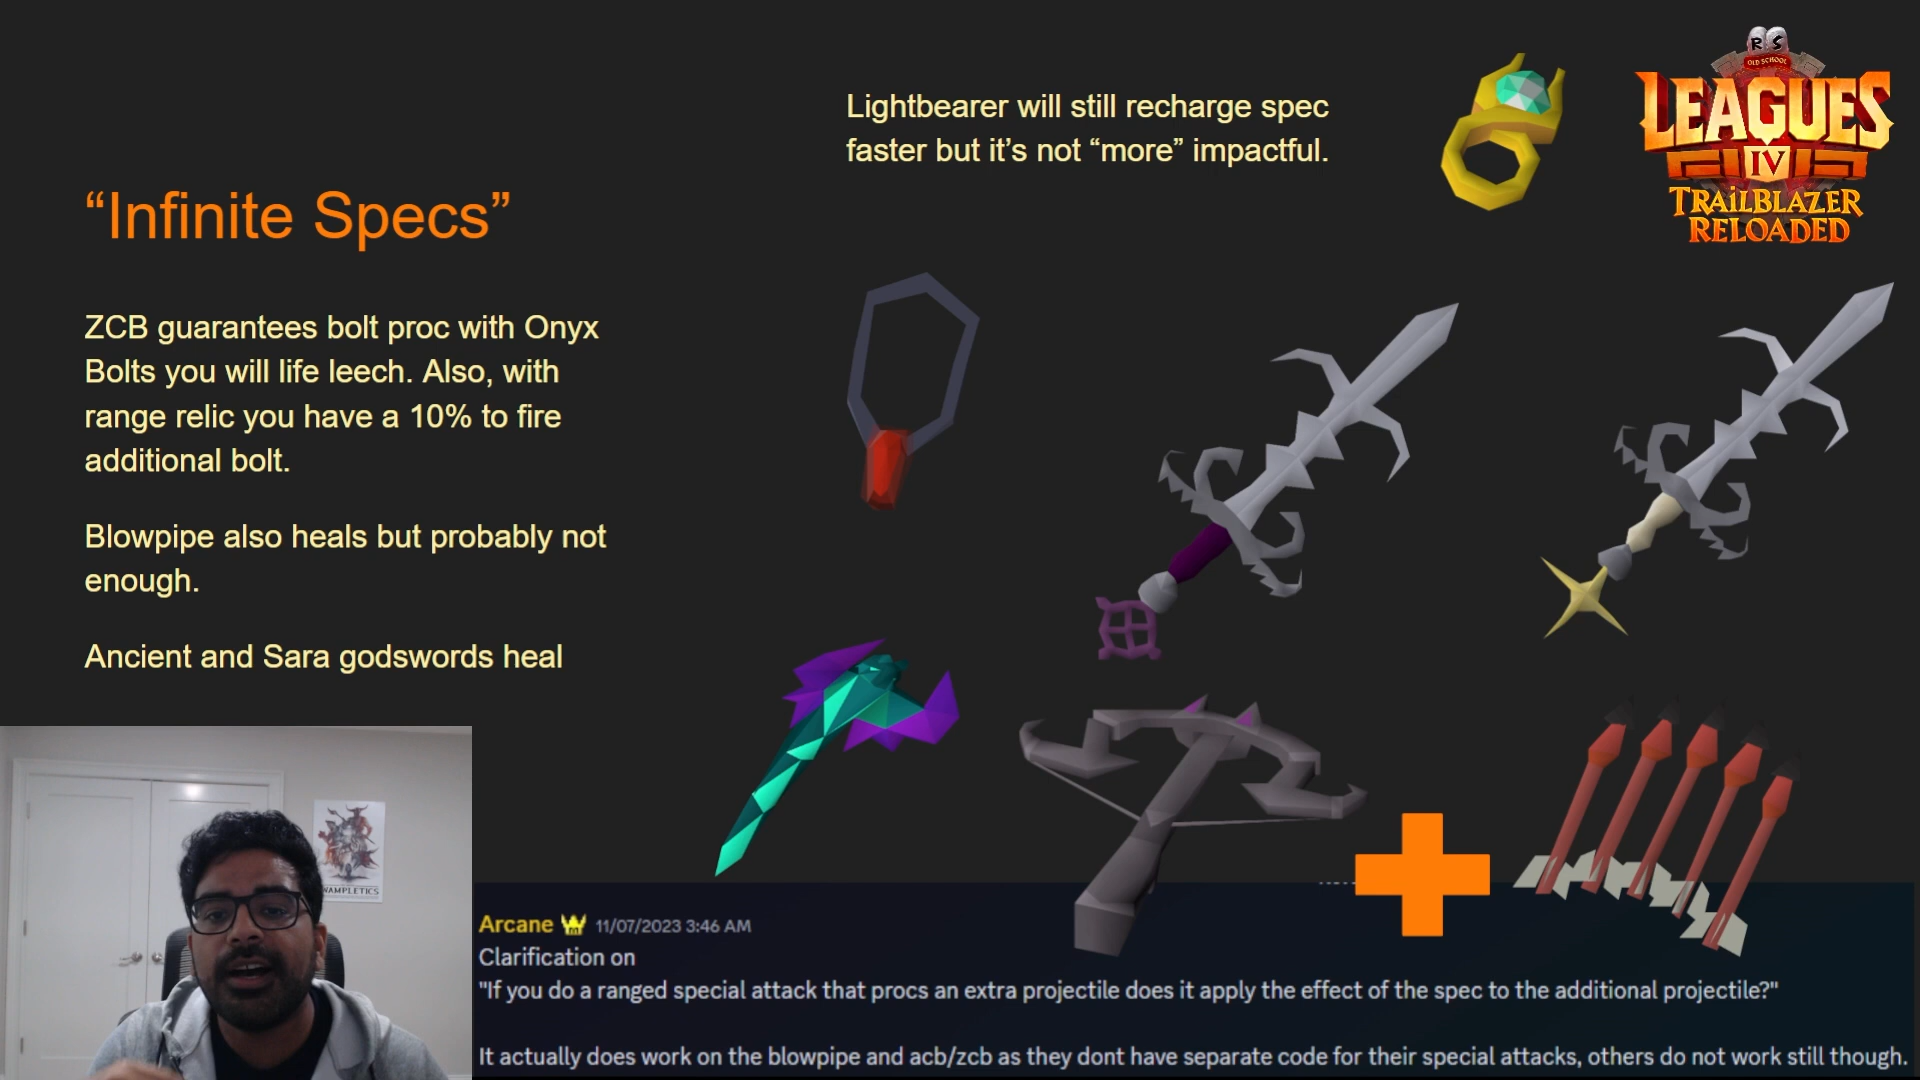 Lightbearer will still recharge spec
faster but it’s not “more” impactful.
RS
OLD SCHOOL
LEAGUES
IV
TRAILBLAZER
RELOADED
“Infinite Specs”
ZCB guarantees bolt proc with Onyx
Bolts you will life leech. Also, with
range relic you have a 10% to fire
additional bolt.
Blowpipe also heals but probably not
enough.
Ancient and Sara godswords heal
WAMPLETICS
Arcane 11/07/2023 3:46 AM
Clarification on
"If you do a ranged special attack that procs an extra projectile does it apply the effect of the spec to the additional projectile?"
It actually does work on the blowpipe and acb/zcb as they dont have separate code for their special attacks, others do not work still though.